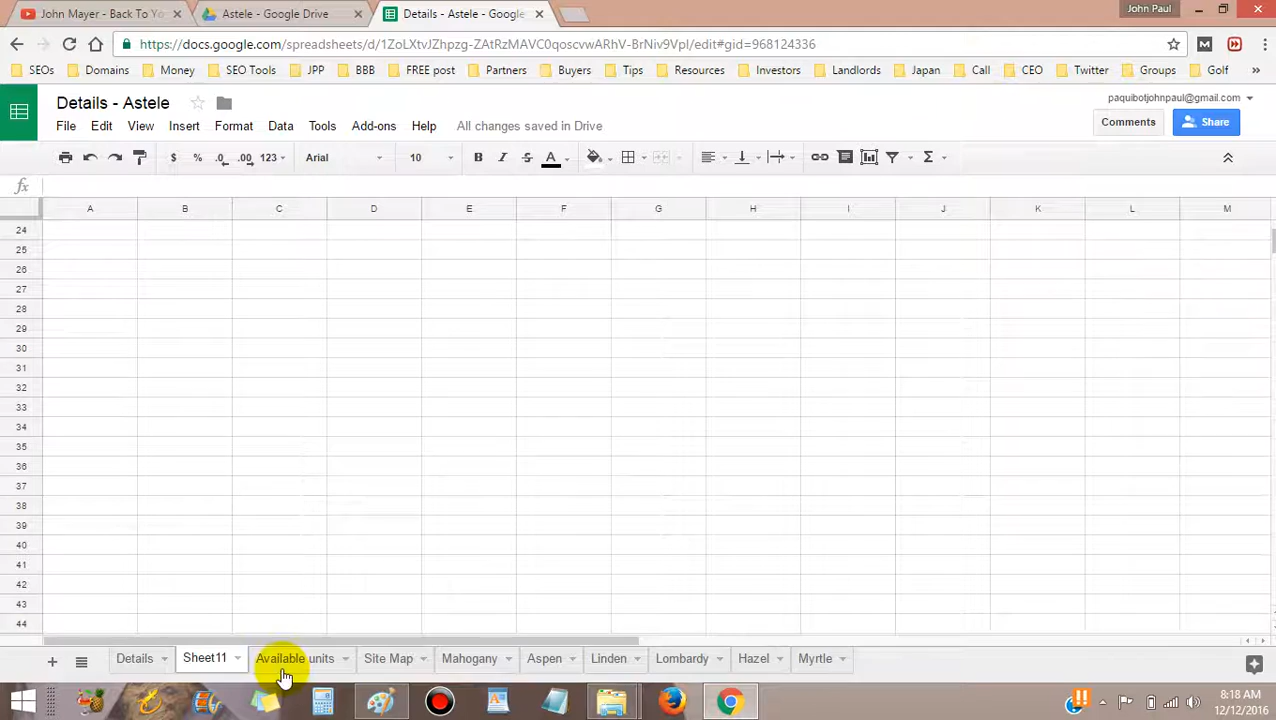 John Mayer - Back To Yo
Astele - Google Drive
Details - Astele - Google
John Paul
https://docs.google.com/spreadsheets/d/1ZoLXtvJZhpzg-ZAtRzMAVC0qoccvwARhV-BrNiv9VpI/edit#gid=968124336
SEOs Domains Money SEO Tools JPP BBB FREE post Partners Buyers Tips Resources Investors Landlords Japan Call CEO Twitter Groups Golf »
Details - Astele
paquibotjohnpaul@gmail.com
File Edit View Insert Format Data Tools Add-ons Help All changes saved in Drive
Comments Share
$ % .0 .00 123 Arial 10 B I S A Σ
fx
A B C D E F G H I J K L M
24
25
26
27
28
29
30
31
32
33
34
35
36
37
38
39
40
41
42
43
44
+ Details Sheet11 Available units Site Map Mahogany Aspen Linden Lombardy Hazel Myrtle
8:18 AM
12/12/2016